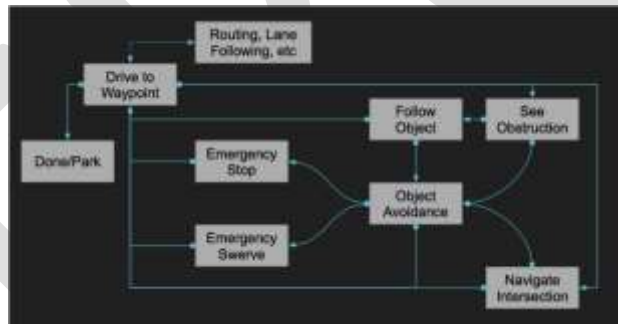 Routing, Lane
Following, etc
Drive to
Waypoint
Follow
Object
See
Obstruction
Done/Park
Emergency
Stop
Object
Avoidance
Emergency
Swerve
Navigate
Intersection